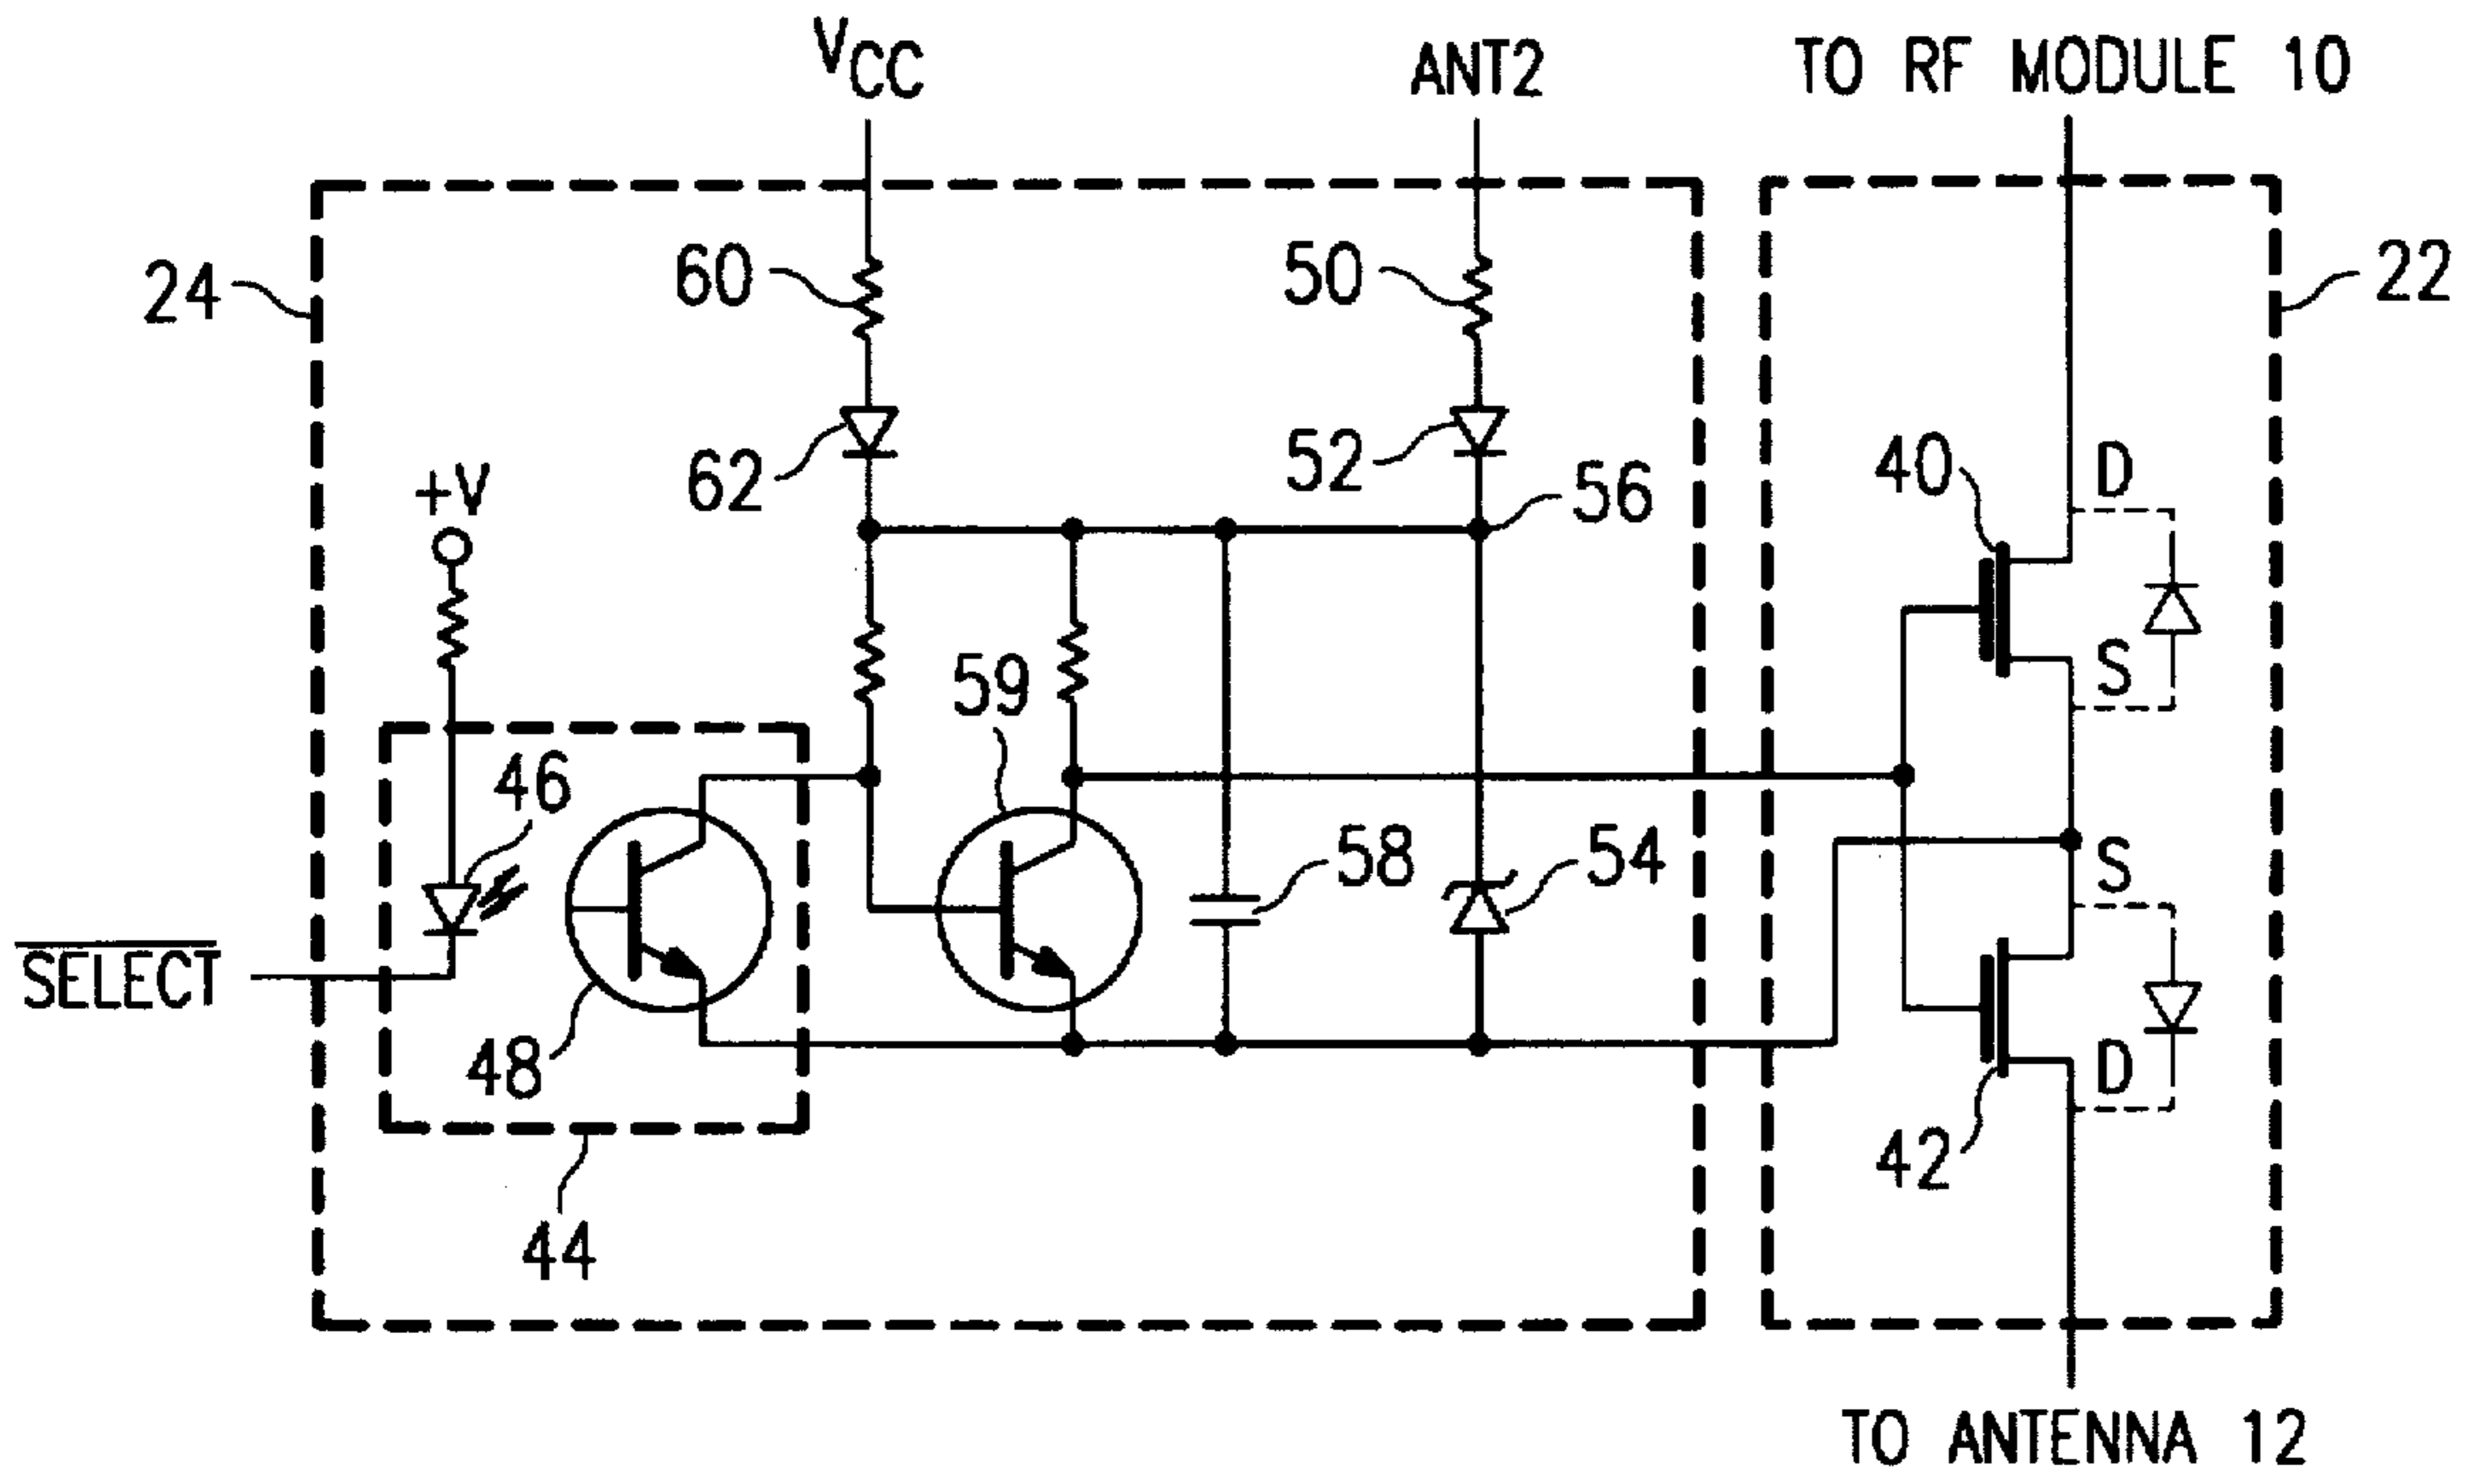 VCC
ANT2
TO RF MODULE 10
24
60
50
22
62
52
56
40
D
+V
S
59
46
58
54
S
SELECT
48
D
42
44
TO ANTENNA 12